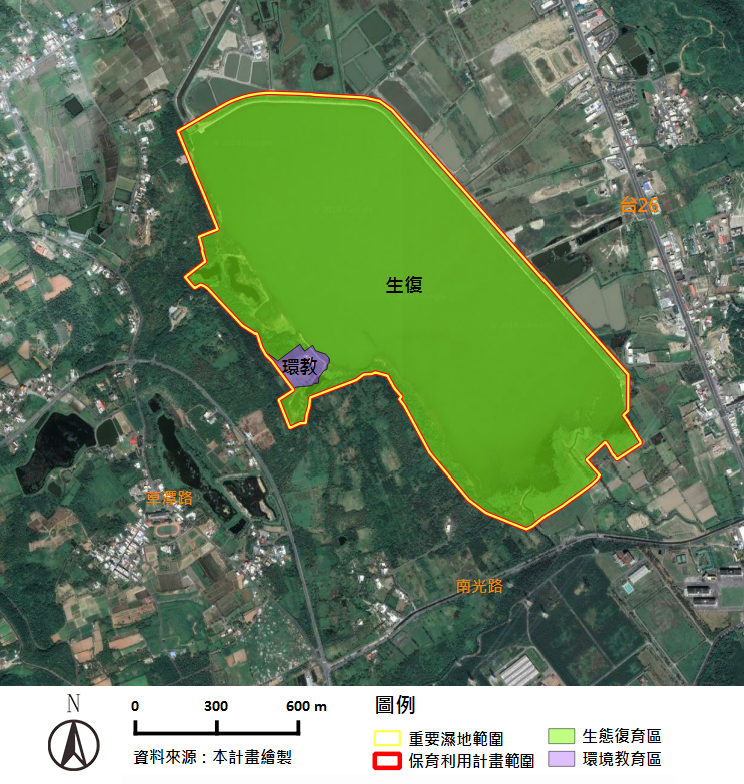 台26
生復
環教
草潭路
南光路
N
0 300 600 m
資料來源：本計畫繪製
圖例
重要濕地範圍
保育利用計畫範圍
生態復育區
環境教育區